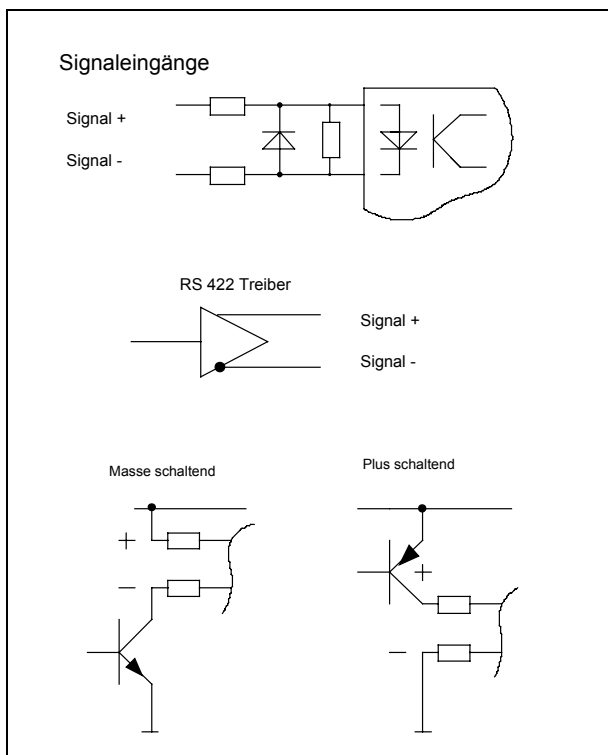 Signaleingänge
Signal +
Signal -
RS 422 Treiber
Signal +
Signal -
Masse schaltend
Plus schaltend
+
-
+
-